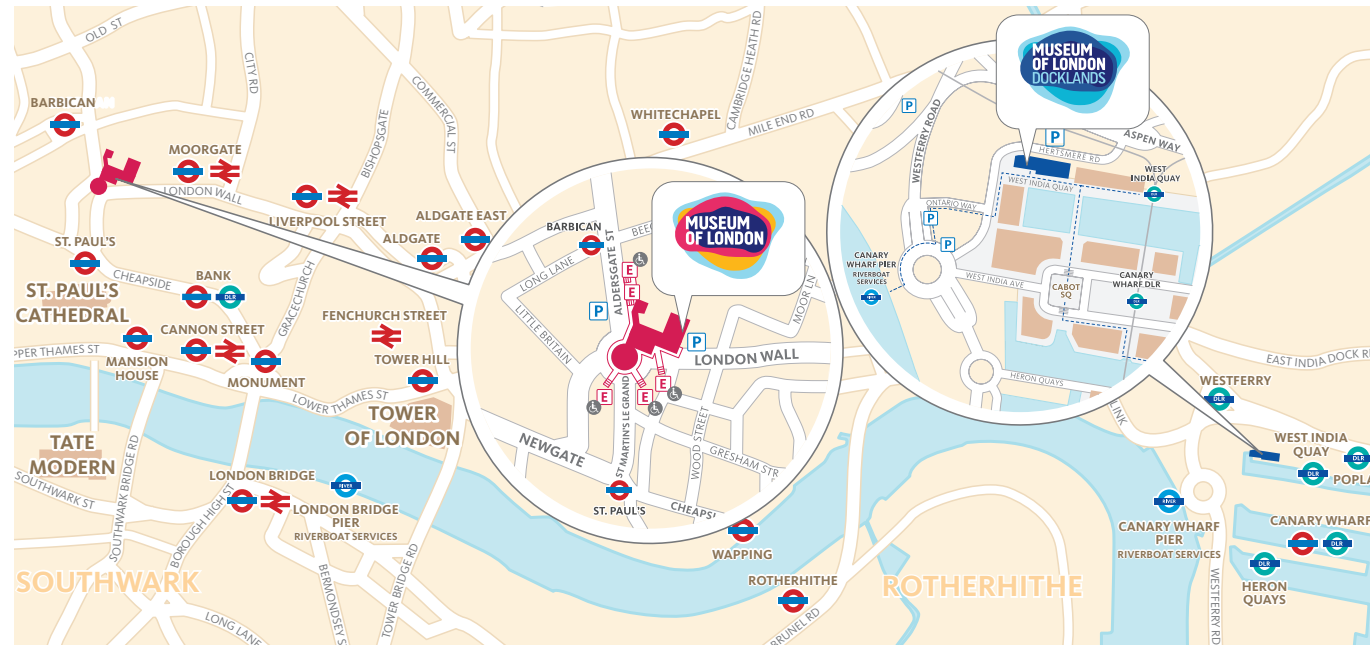 OLD ST
CITY RD
BARBICAN
MOORGATE
LONDON WALL
BISHOPSGATE
COMMERCIAL ST
LIVERPOOL STREET
ALDGATE EAST
ALDGATE
WHITECHAPEL
CAMBRIDGE HEATH RD
MILE END RD
ST. PAUL'S
CHEAPSIDE
BANK
DLR
ST. PAUL'S
CATHEDRAL
GRACECHURCH
CANNON STREET
FENCHURCH STREET
PPER THAMES ST
MANSION
HOUSE
MONUMENT
TOWER HILL
LOWER THAMES ST
TOWER
OF LONDON
TATE
MODERN
SOUTHWARK ST
SOUTHWARK BRIDGE RD
LONDON BRIDGE
RIVER
LONDON BRIDGE
PIER
RIVERBOAT SERVICES
BOROUGH HIGH ST
SOUTHWARK
LONG LANE
BERMONDSEY S
TOWER BRIDGE RD
MUSEUM
OF LONDON
BARBICAN
BEEC
LONG LANE
ALDERSGATE ST
E
E
P
LITTLE BRITAIN
MOOR LN
P
LONDON WALL
E
E
E
ST MARTIN'S LE GRAND
WOOD STREET
GRESHAM STR
NEWGATE
ST. PAUL'S
CHEAPSI
WAPPING
ROTHERHITHE
BRUNEL RD
ROTHERHITHE
MUSEUM
OF LONDON
DOCKLANDS
P
P
WESTFERRY ROAD
ASPEN WAY
HERTSMERE RD
WEST
INDIA QUAY
WEST INDIA QUAY
ONTARIO WAY
P
P
CANARY
WHARF PIER
RIVERBOAT
SERVICES
WEST INDIA AVE
CABOT
SQ
CANARY
WHARF DLR
HERON QUAYS
LINK
EAST INDIA DOCK R
WESTFERRY
DLR
WEST INDIA
QUAY
DLR
DLR
POPLA
RIVER
CANARY WHARF
PIER
RIVERBOAT SERVICES
CANARY WHARF
DLR
DLR
HERON
QUAYS
WESTFERRY RD